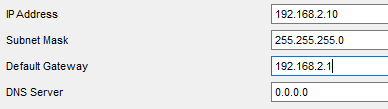 IP Address 192.168.2.10
Subnet Mask 255.255.255.0
Default Gateway 192.168.2.1
DNS Server 0.0.0.0